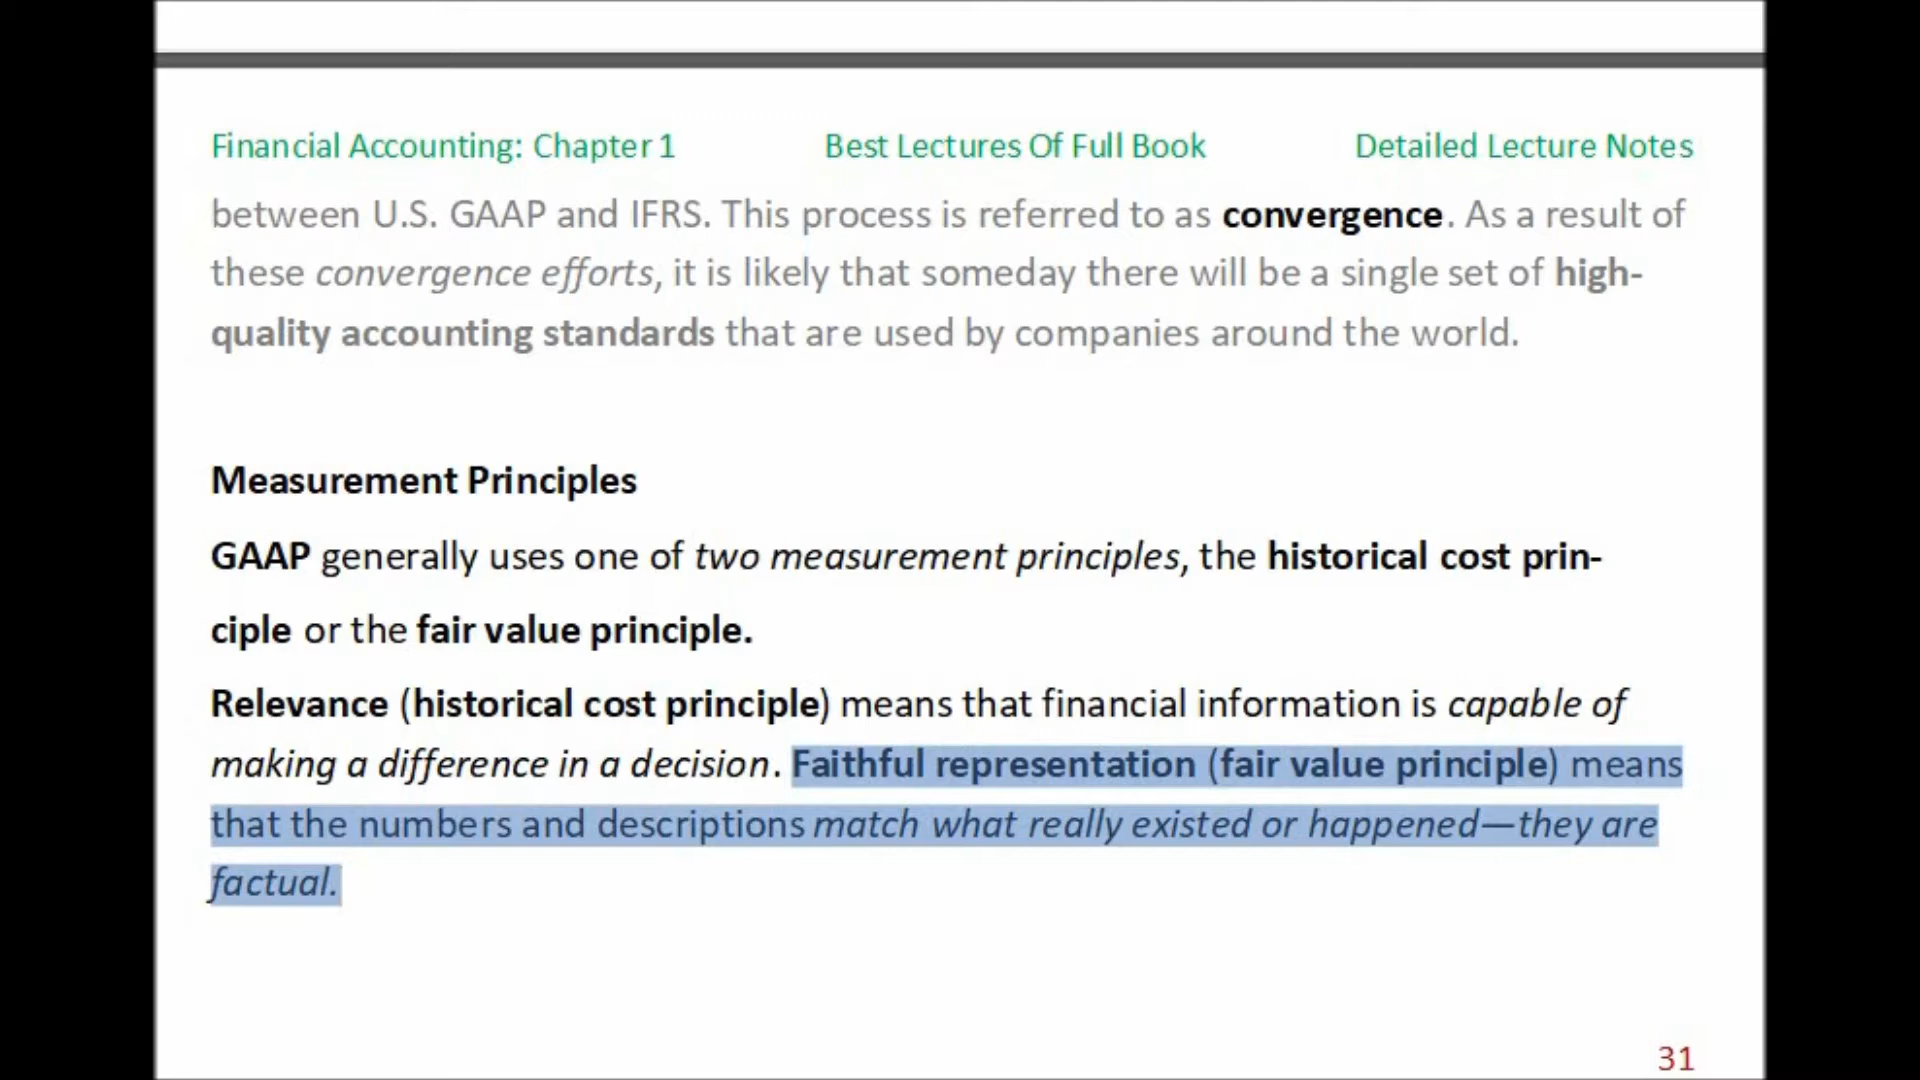 Financial Accounting: Chapter 1 Best Lectures Of Full Book Detailed Lecture Notes
between U.S. GAAP and IFRS. This process is referred to as convergence. As a result of
these convergence efforts, it is likely that someday there will be a single set of high-
quality accounting standards that are used by companies around the world.
Measurement Principles
GAAP generally uses one of two measurement principles, the historical cost prin-
ciple or the fair value principle.
Relevance (historical cost principle) means that financial information is capable of
making a difference in a decision. Faithful representation (fair value principle) means
that the numbers and descriptions match what really existed or happened—they are
factual.
31